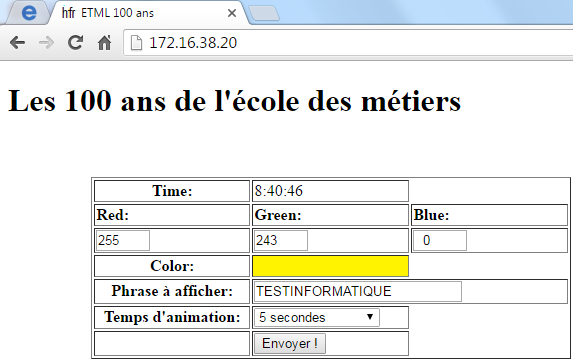 hfr ETML 100 ans
172.16.38.20
Les 100 ans de l'école des métiers
Time: 8:40:46
Red: Green: Blue:
255 243 0
Color:
Phrase à afficher: TESTINFORMATIQUE
Temps d'animation: 5 secondes
Envoyer !